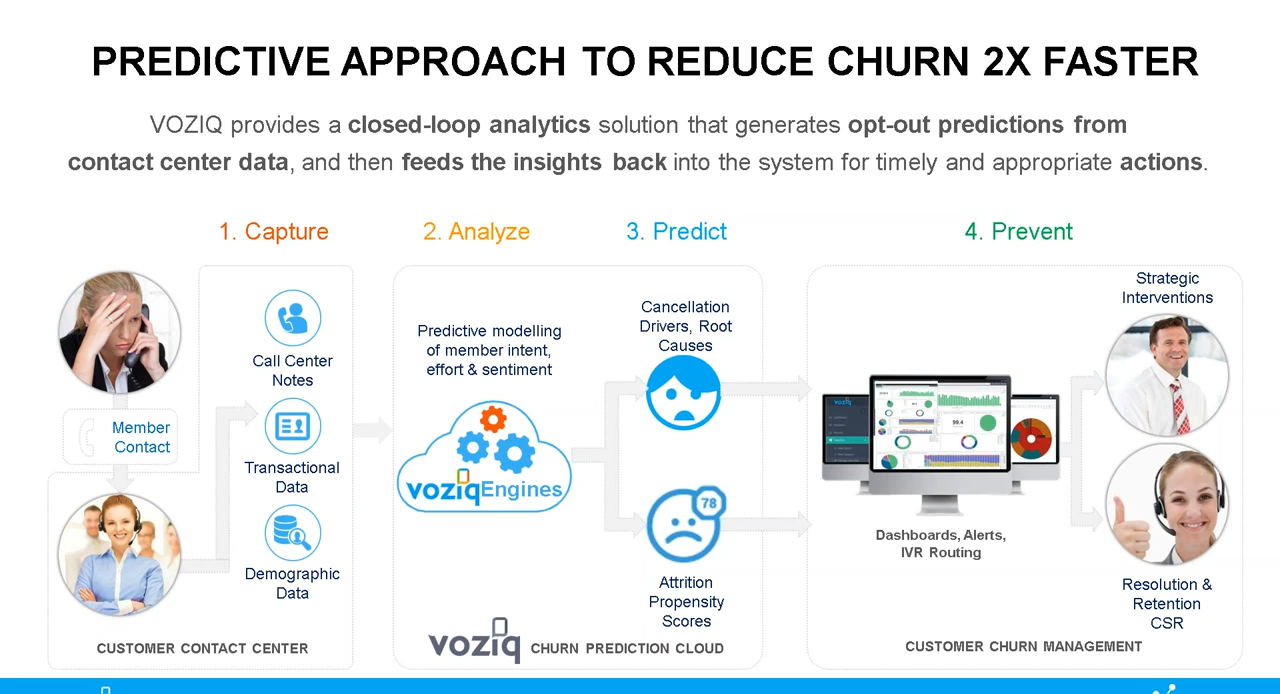 PREDICTIVE APPROACH TO REDUCE CHURN 2X FASTER
VOZIQ provides a closed-loop analytics solution that generates opt-out predictions from
contact center data, and then feeds the insights back into the system for timely and appropriate actions.
1. Capture
2. Analyze
3. Predict
4. Prevent
Member
Contact
Call Center
Notes
Transactional
Data
Demographic
Data
CUSTOMER CONTACT CENTER
Predictive modelling
of member intent,
effort & sentiment
voziqEngines
Cancellation
Drivers, Root
Causes
78
Attrition
Propensity
Scores
voziq CHURN PREDICTION CLOUD
voziq
99.4
Dashboards, Alerts,
IVR Routing
Strategic
Interventions
Resolution &
Retention
CSR
CUSTOMER CHURN MANAGEMENT